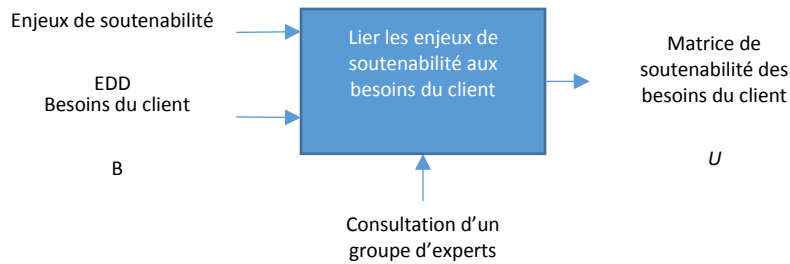 Enjeux de soutenabilité
EDD
Besoins du client
B
Lier les enjeux de
soutenabilité aux
besoins du client
Matrice de
soutenabilité des
besoins du client
U
Consultation d’un
groupe d’experts